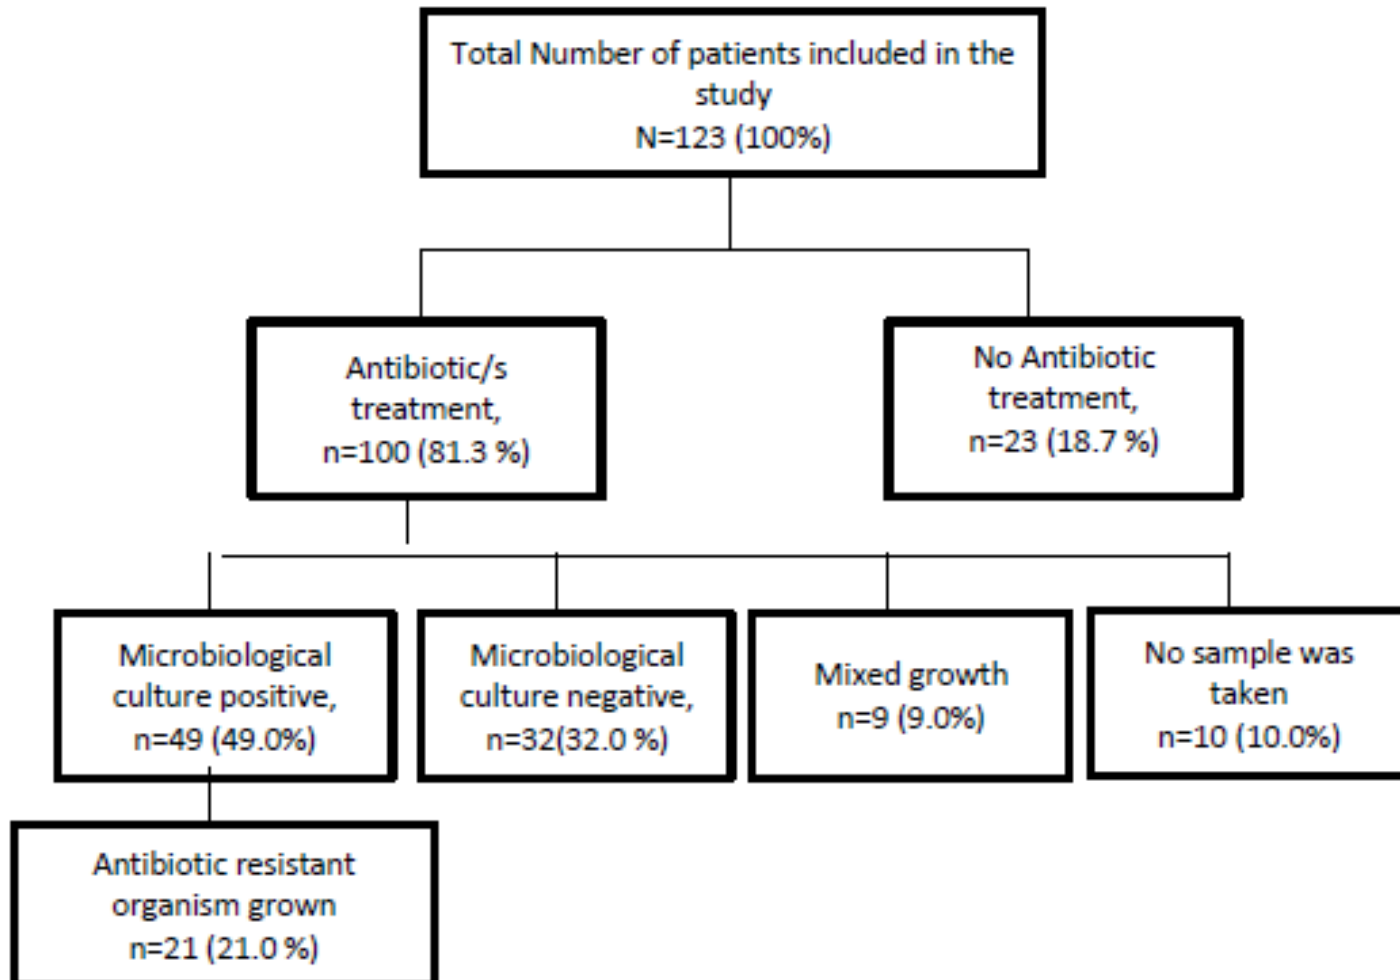 Total Number of patients included in the
study
N=123 (100%)
Antibiotic/s
treatment,
n=100 (81.3 %)
No Antibiotic
treatment,
n=23 (18.7 %)
Microbiological
culture positive,
n=49 (49.0%)
Microbiological
culture negative,
n=32(32.0 %)
Mixed growth
n=9 (9.0%)
No sample was
taken
n=10 (10.0%)
Antibiotic resistant
organism grown
n=21 (21.0 %)